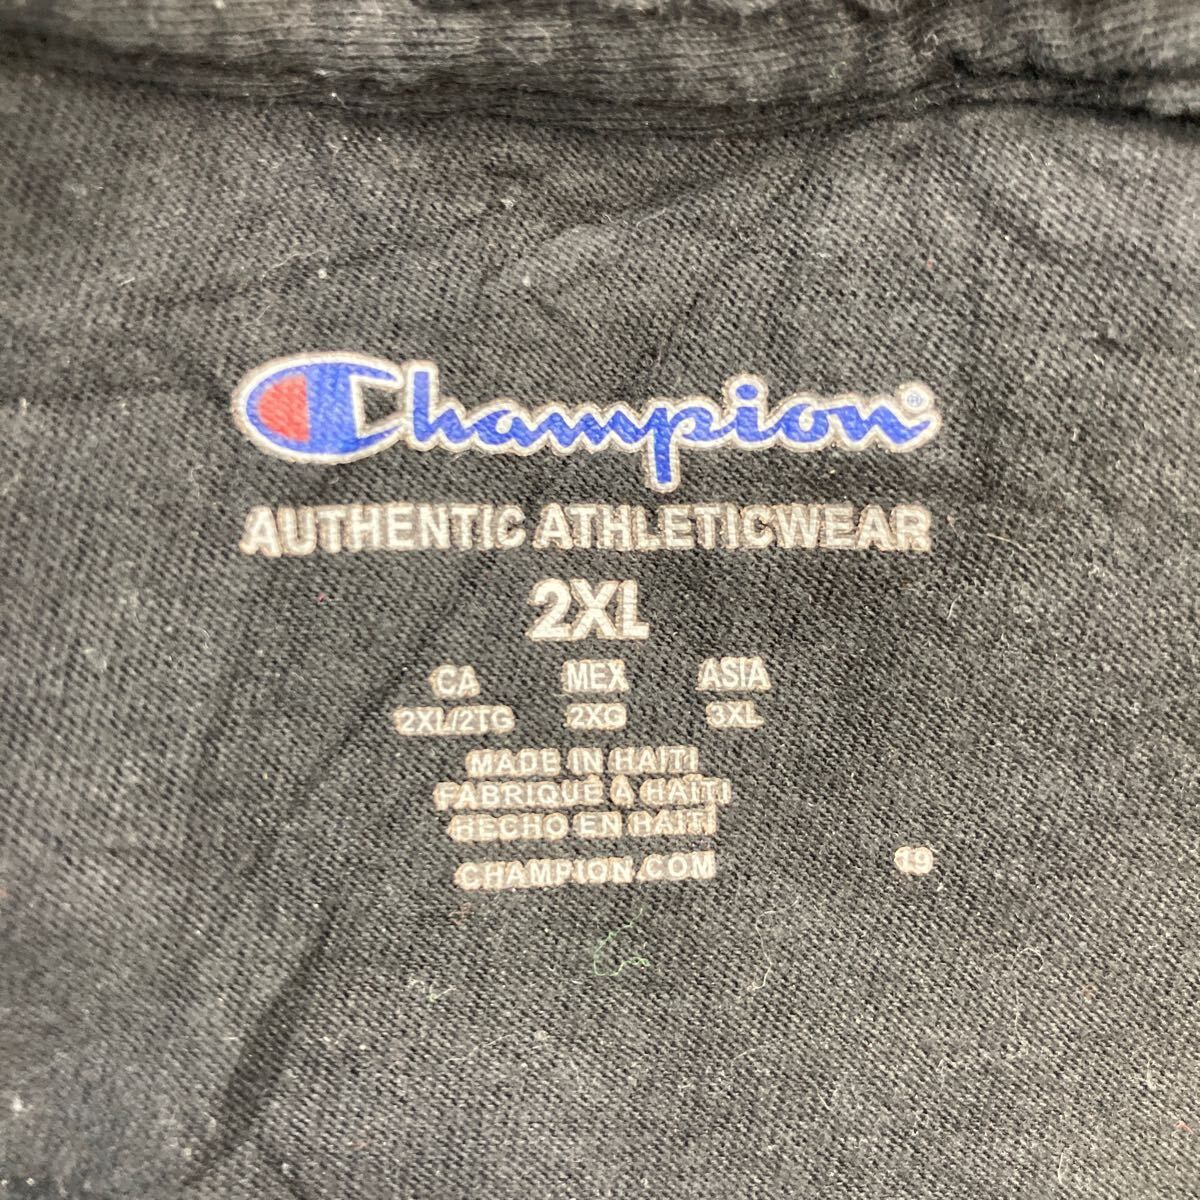 Champion®
AUTHENTIC ATHLETICWEAR
2XL
CA MEX ASIA
2XL/2TG 2XG 3XL
MADE IN HAITI
FABRIQUÉ À HAÏTI
HECHO EN HAITÍ
CHAMPION.COM 19